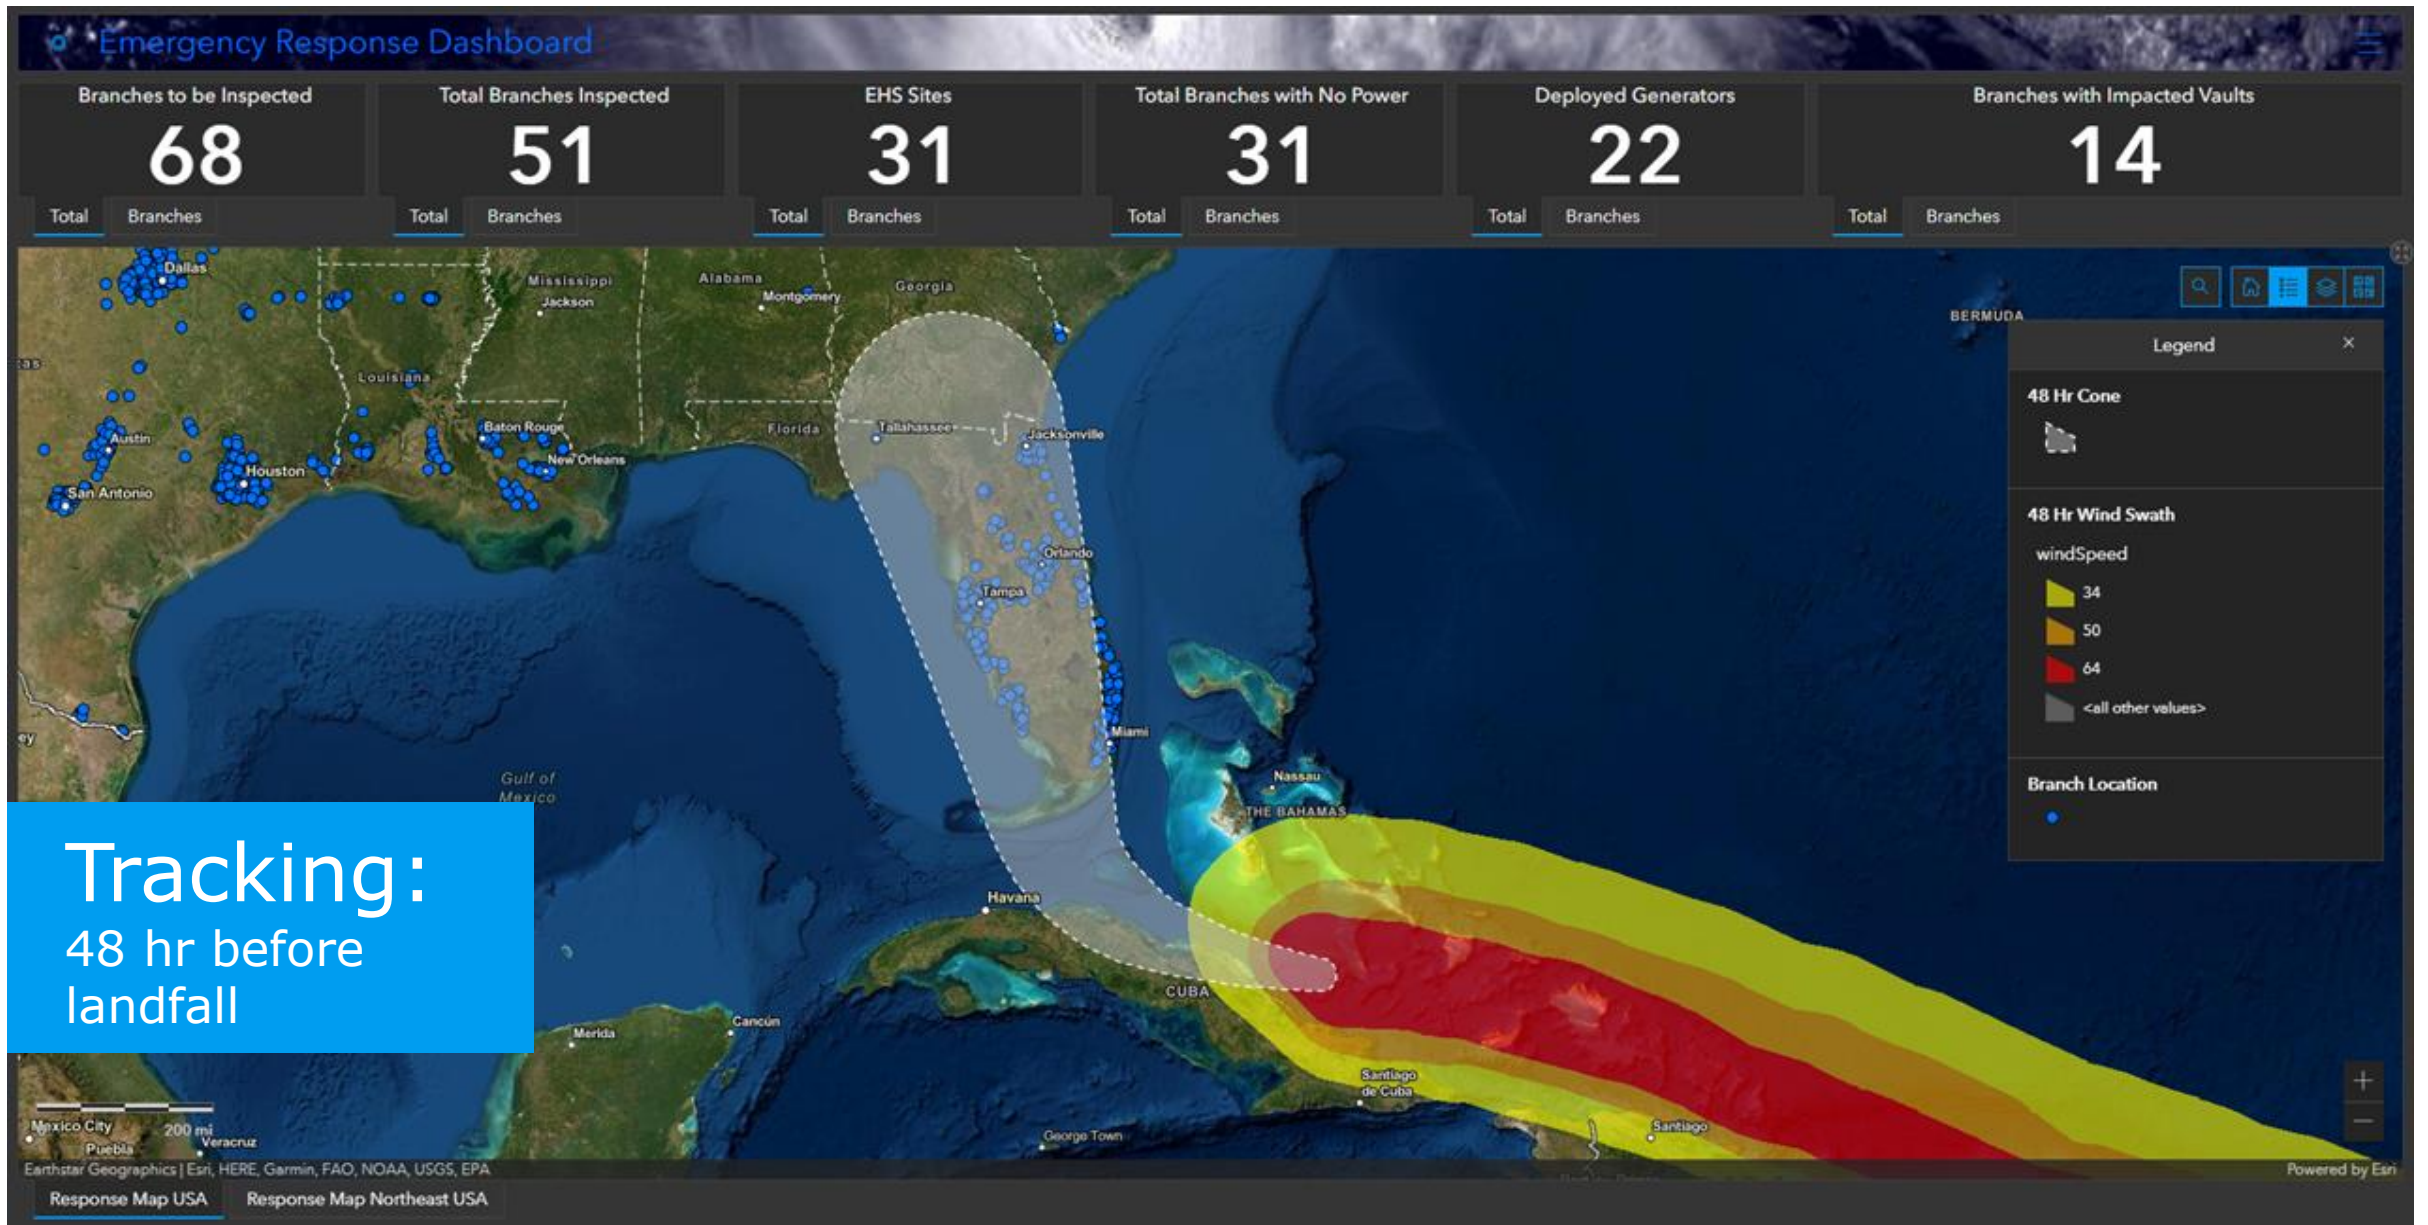 Emergency Response Dashboard
Branches to be Inspected
68
Total Branches
Total Branches Inspected
51
Total Branches
EHS Sites
31
Total Branches
Total Branches with No Power
31
Total Branches
Deployed Generators
22
Total Branches
Branches with Impacted Vaults
14
Total Branches
Dallas
Mississippi
Jackson
Alabama
Montgomery
Georgia
BERMUDA
as
Louisiana
Austin
Houston
San Antonio
Baton Rouge
New Orleans
Florida
Tallahassee
Jacksonville
Orlando
Tampa
Miami
ey
Gulf of
Mexico
Nassau
THE BAHAMAS
Havana
CUBA
Merida
Cancún
Santiago
de Cuba
George Town
Santiago
Mexico City
Puebla
Veracruz
200 mi
Legend
48 Hr Cone
48 Hr Wind Swath
windSpeed
34
50
64
<all other values>
Branch Location
Tracking:
48 hr before
landfall
Earthstar Geographics | Esri, HERE, Garmin, FAO, NOAA, USGS, EPA
Powered by Esri
Response Map USA
Response Map Northeast USA